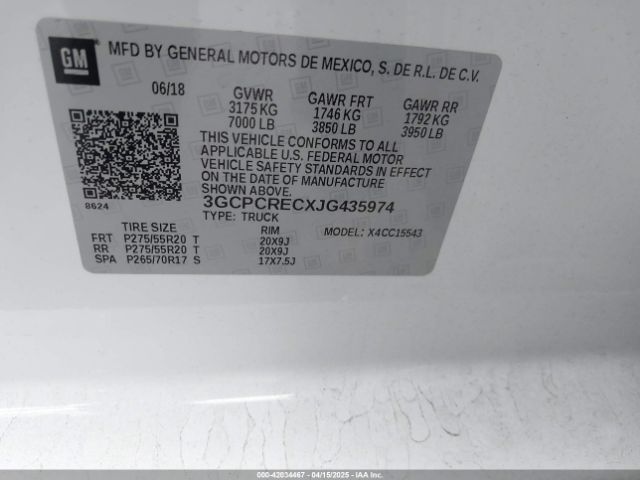 GM
MFD BY GENERAL MOTORS DE MEXICO, S. DE R.L. DE C.V.
06/18 GVWR GAWR FRT GAWR RR
3175 KG 1746 KG 1792 KG
7000 LB 3850 LB 3950 LB
THIS VEHICLE CONFORMS TO ALL
APPLICABLE U.S. FEDERAL MOTOR
VEHICLE SAFETY STANDARDS IN EFFECT
ON THE DATE OF MANUFACTURE
SHOWN ABOVE.
8624 3GCPCRECXJG435974
TYPE: TRUCK MODEL: X4CC15543
TIRE SIZE RIM
FRT P275/55R20 T 20X9J
RR P275/55R20 T 20X9J
SPA P265/70R17 S 17X7.5J
000-42034467 - 04/15/2025 - IAAI.COM